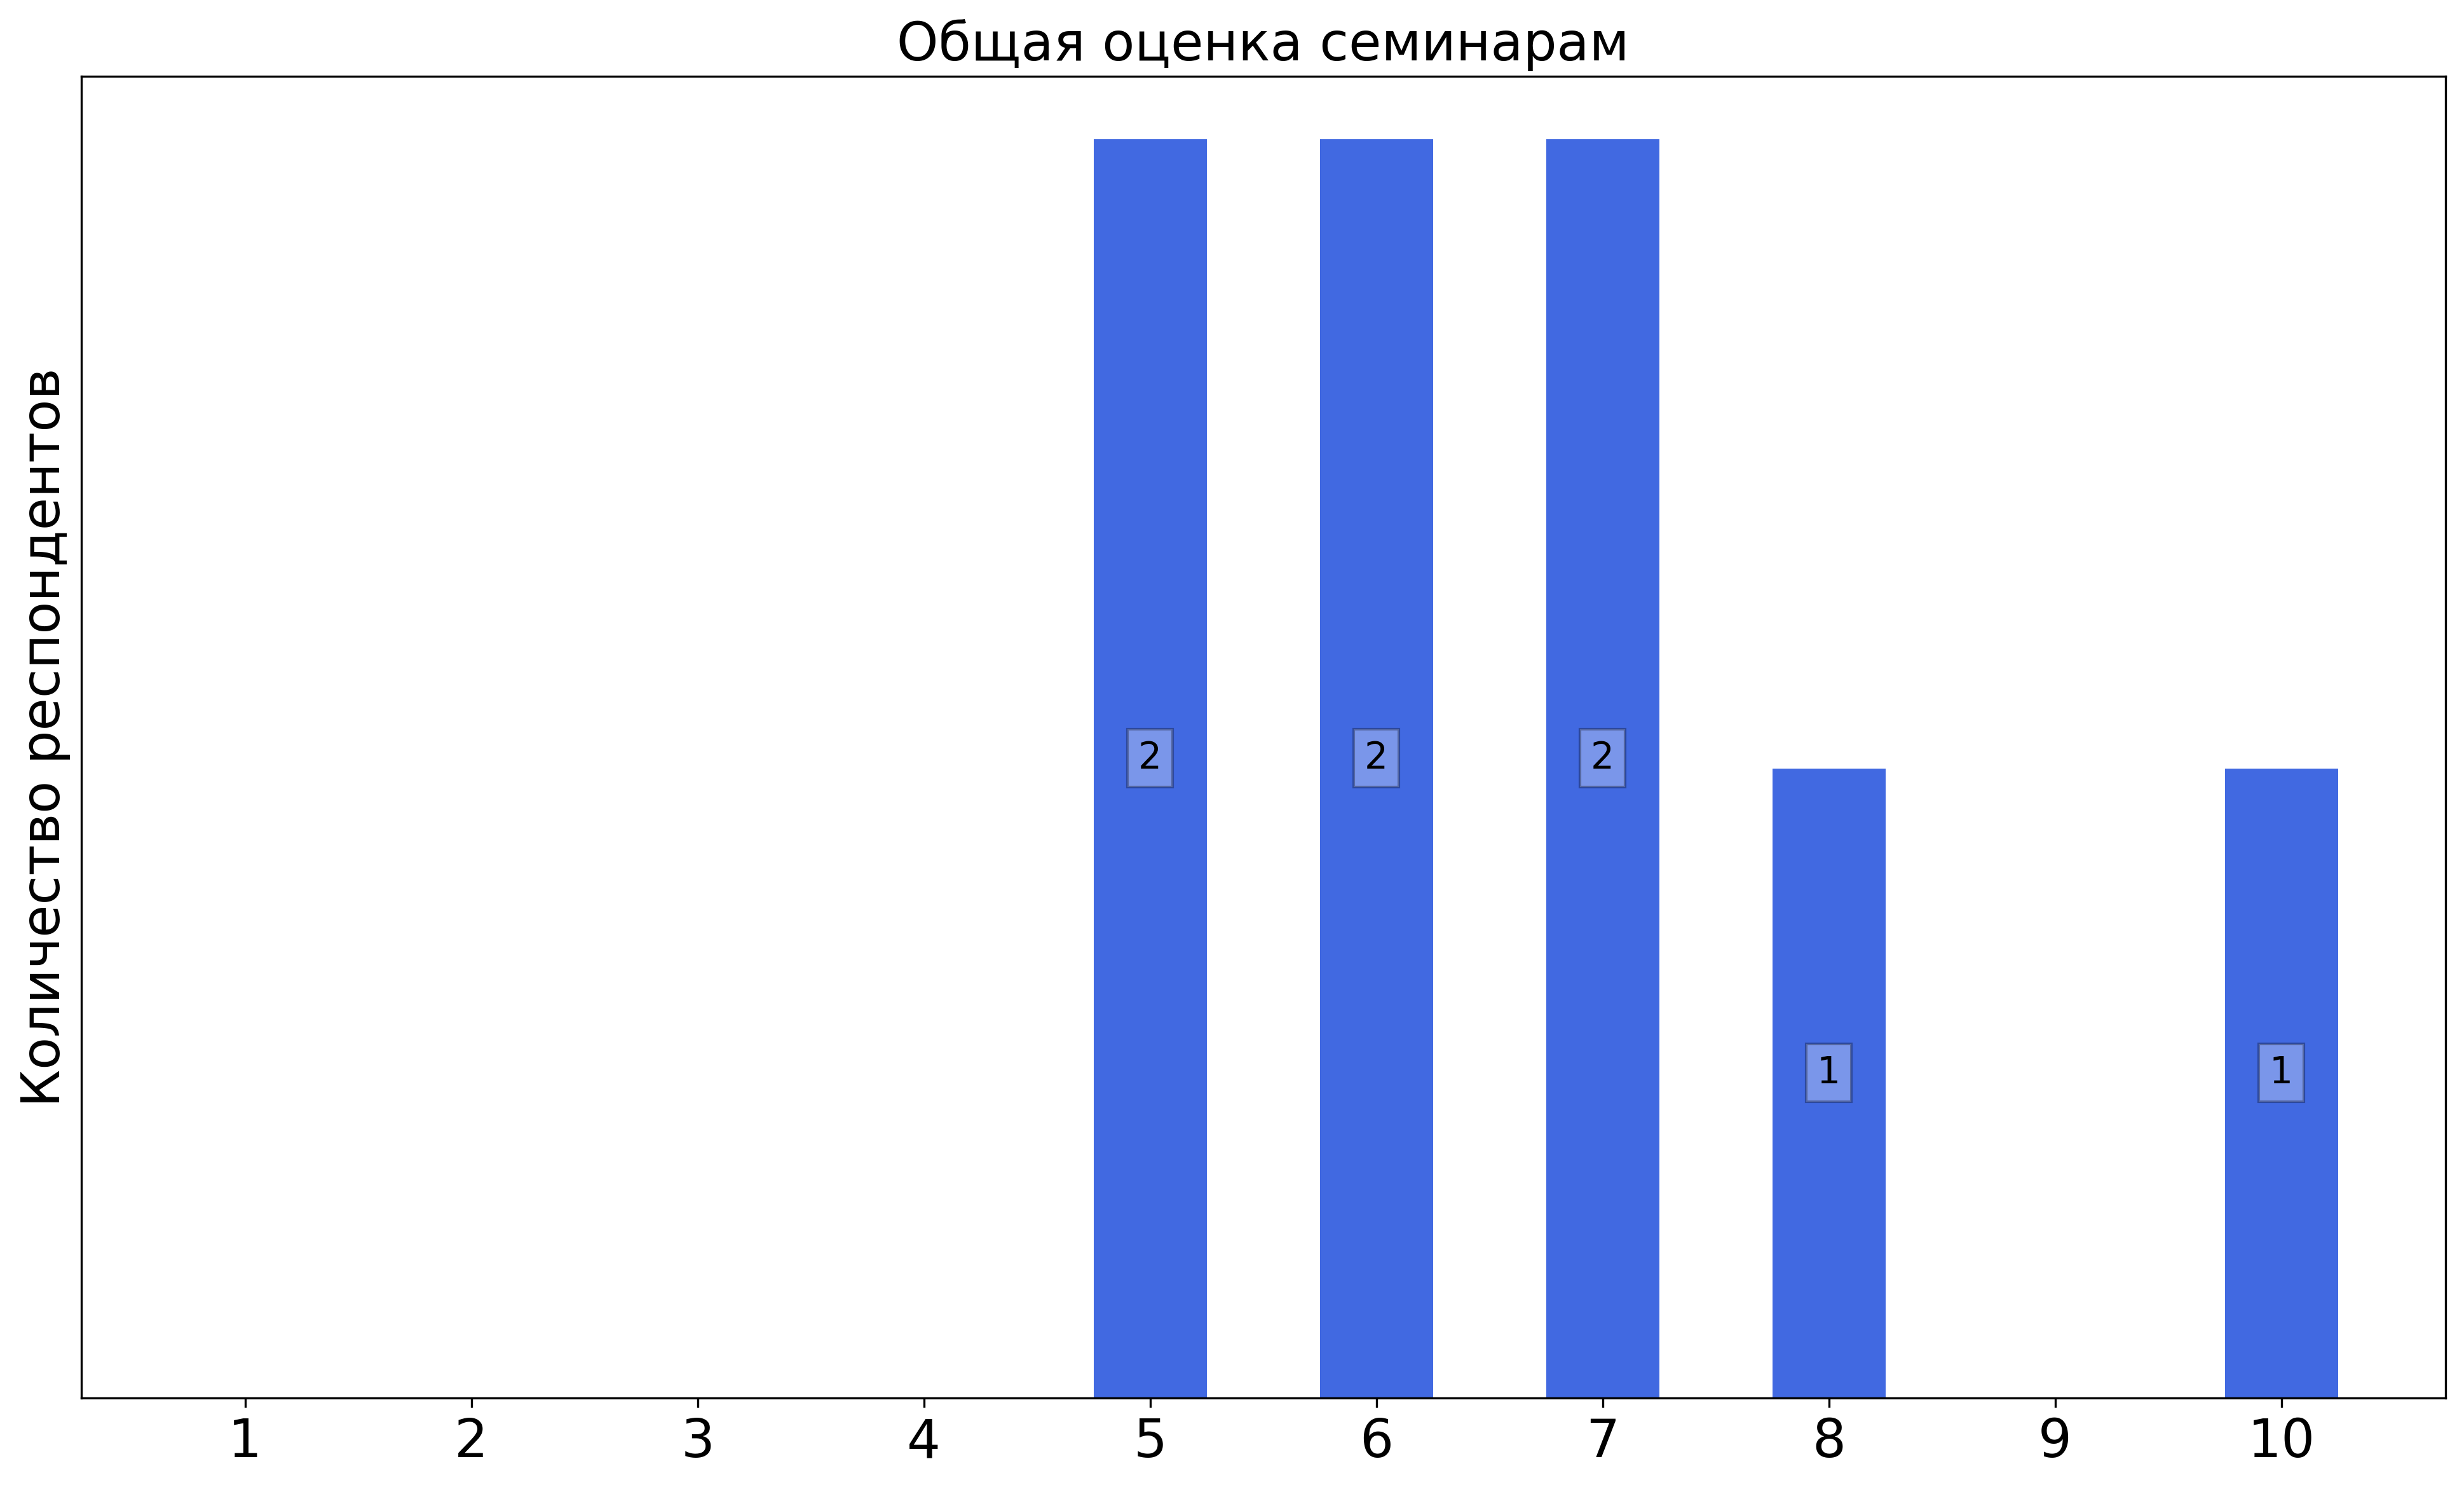 Общая оценка семинарам
Количество респондентов
2 2 2
1 1
1 2 3 4 5 6 7 8 9 10